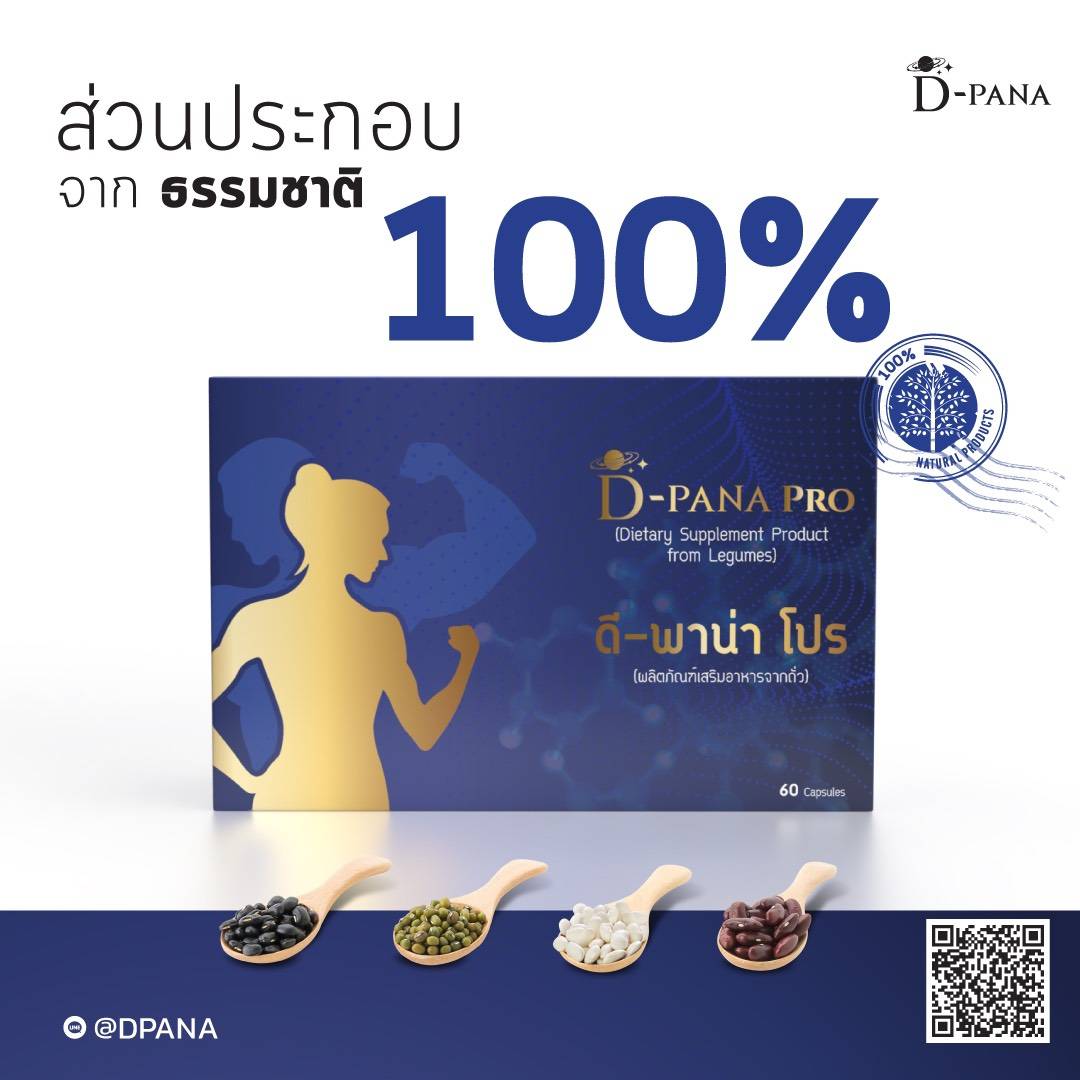 D-PANA
ส่วนประกอบ
จาก ธรรมชาติ
100%
100%
NATURAL PRODUCTS
D-PANA PRO
(Dietary Supplement Product
from Legumes)
ดี-พาน่า โปร
(ผลิตภัณฑ์เสริมอาหารจากถั่ว)
60 Capsules
LINE @DPANA